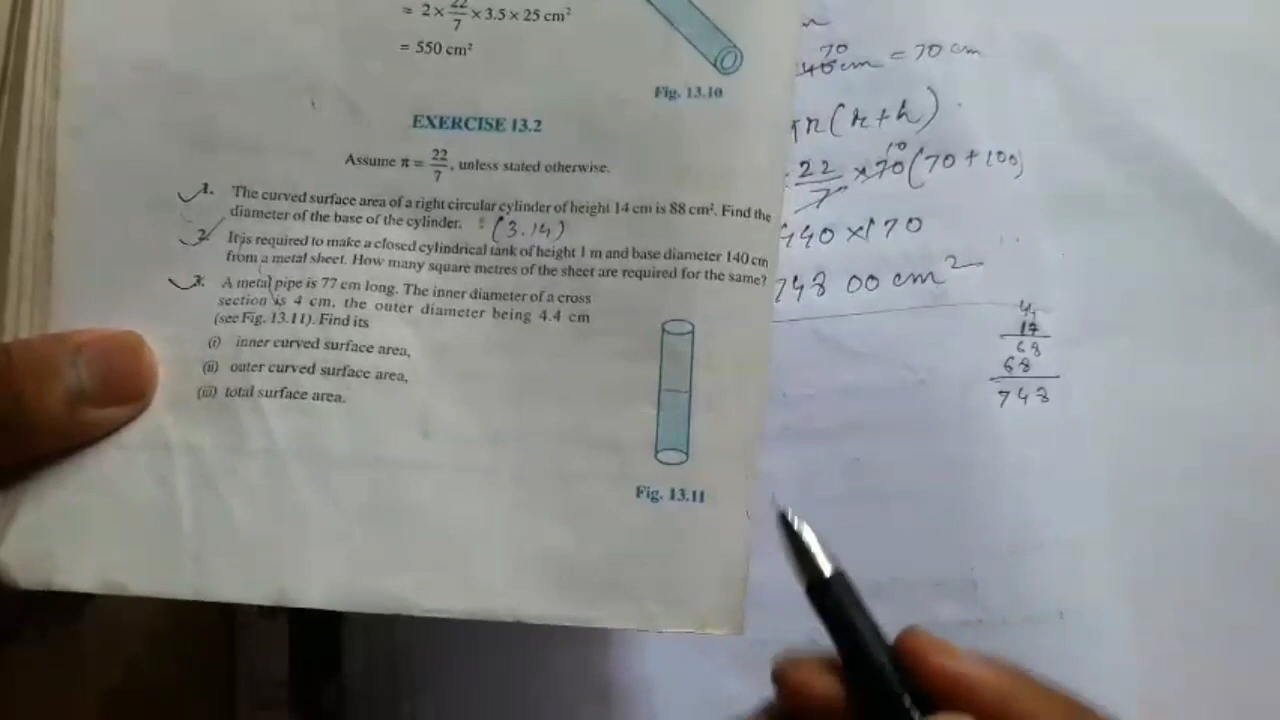 = 2 × 22/7 × 3.5 × 25 cm²
= 550 cm²
Fig. 13.10
EXERCISE 13.2
Assume π = 22/7, unless stated otherwise.
1. The curved surface area of a right circular cylinder of height 14 cm is 88 cm². Find the
diameter of the base of the cylinder. : (3.14)
2. It is required to make a closed cylindrical tank of height 1 m and base diameter 140 cm
from a metal sheet. How many square metres of the sheet are required for the same?
3. A metal pipe is 77 cm long. The inner diameter of a cross
section is 4 cm, the outer diameter being 4.4 cm
(see Fig. 13.11). Find its
(i) inner curved surface area,
(ii) outer curved surface area,
(iii) total surface area.
Fig. 13.11
70
cm = 70 cm
(r+h)
22/7 × 70 (70 + 100)
10
440 × 170
748 00 cm²
17
68
68
748